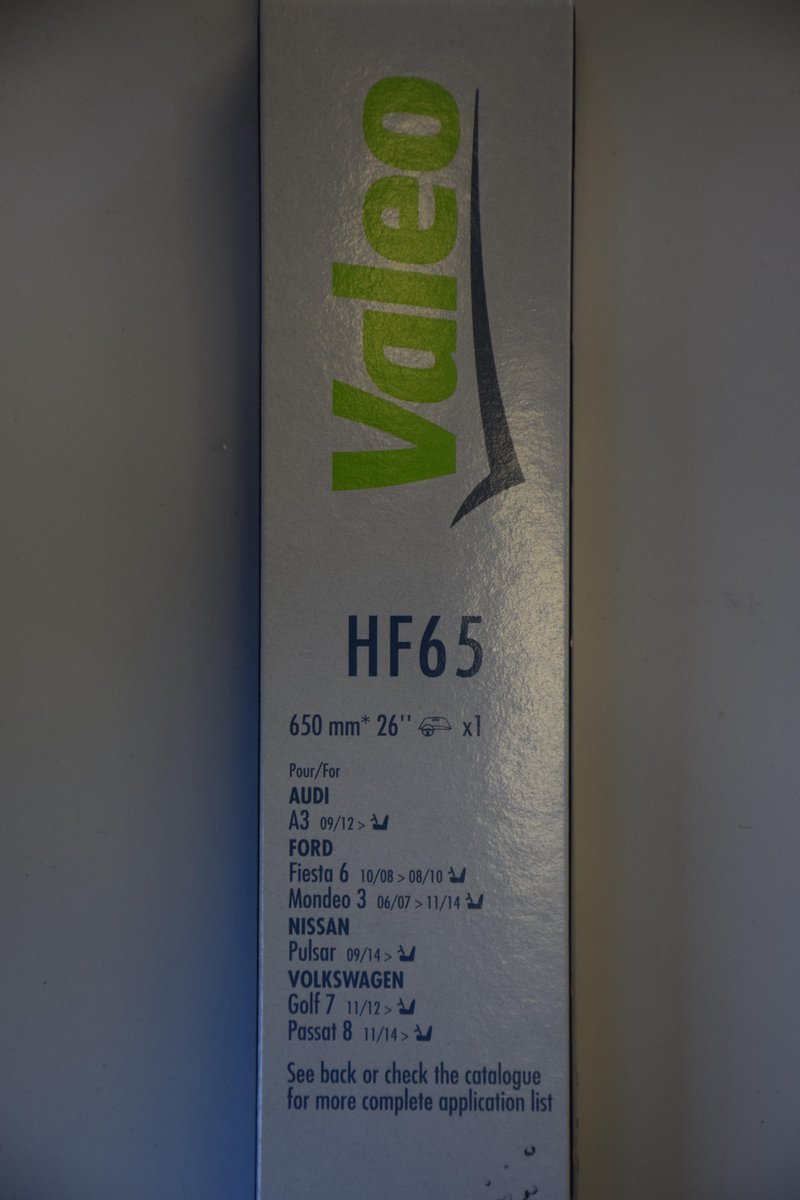 Valeo
HF65
650 mm* 26'' x1
Pour/For
AUDI
A3 09/12 >
FORD
Fiesta 6 10/08 > 08/10
Mondeo 3 06/07 > 11/14
NISSAN
Pulsar 09/14 >
VOLKSWAGEN
Golf 7 11/12 >
Passat 8 11/14 >
See back or check the catalogue
for more complete application list